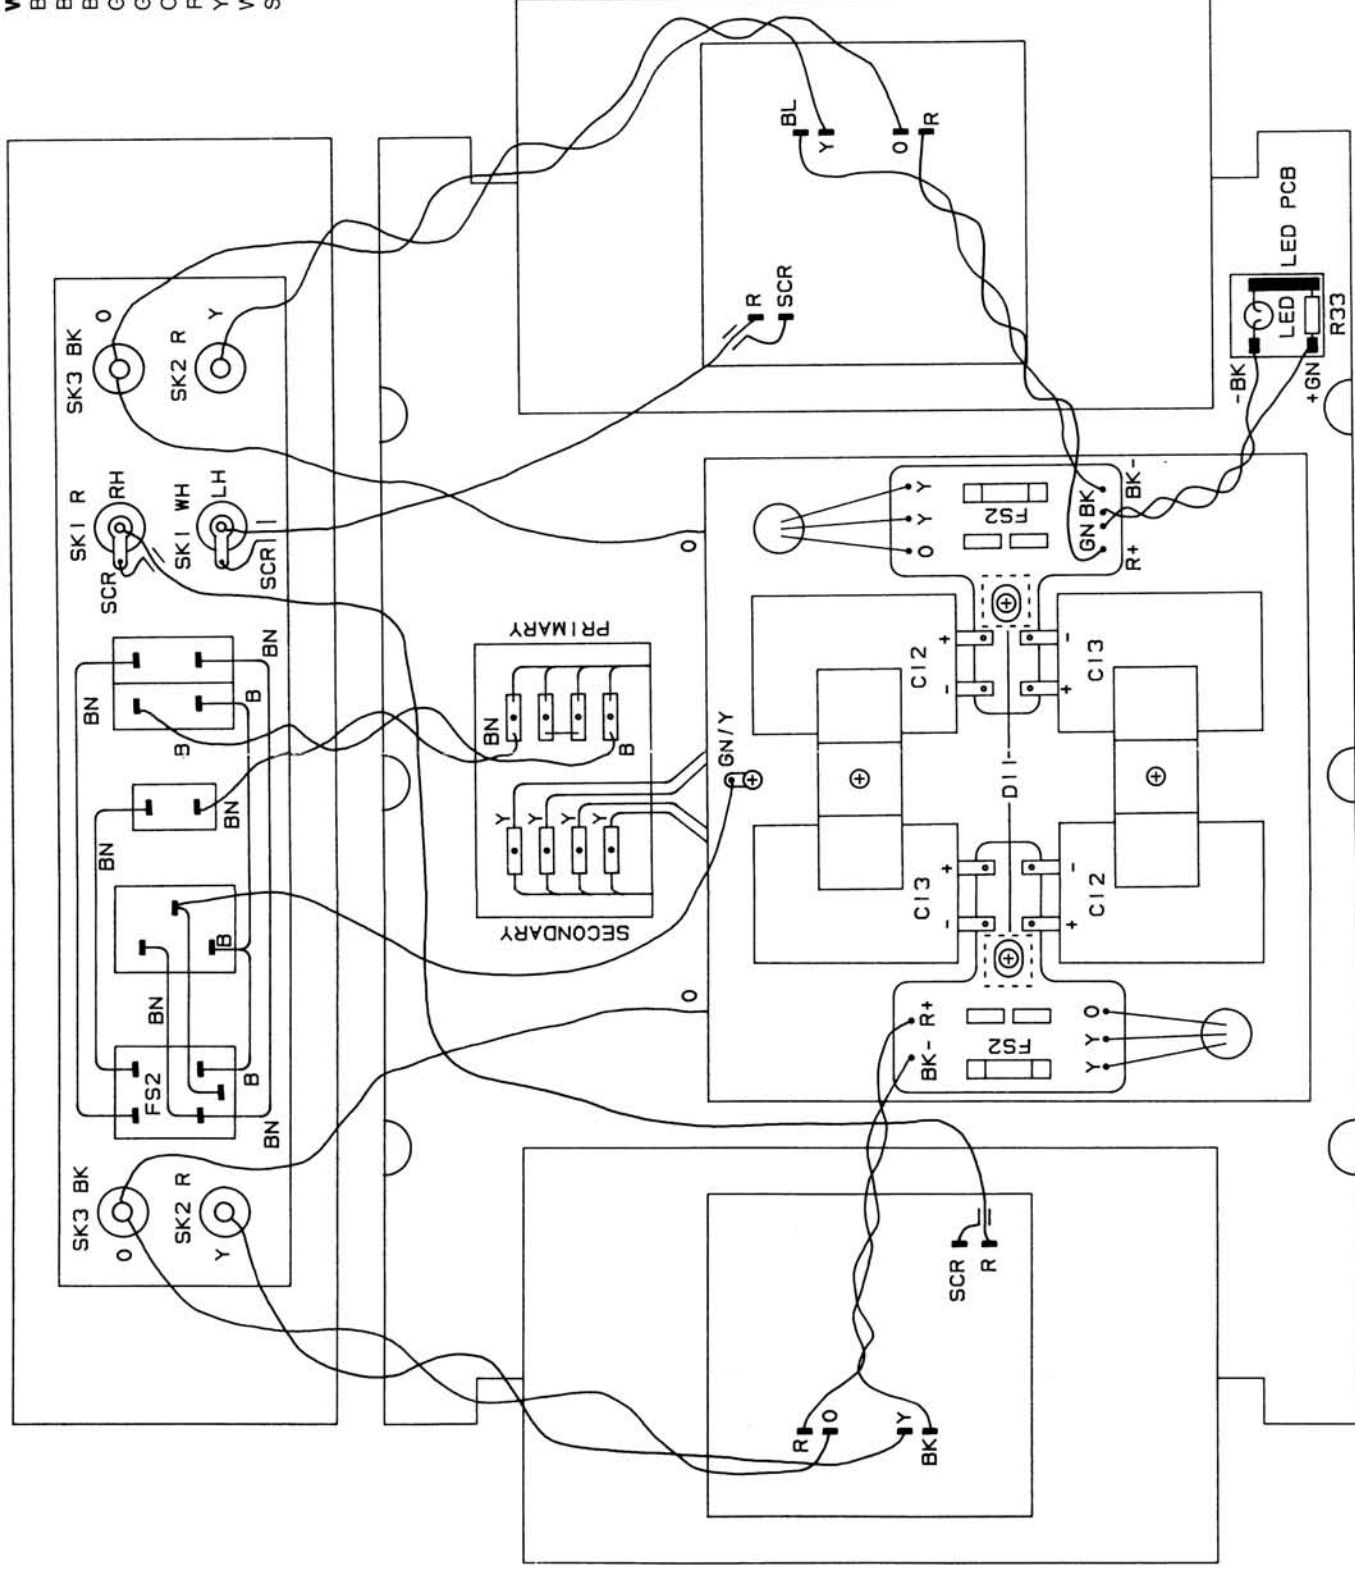 W
B
B
B
G
G
O
R
Y
W
S
SK3 BK
O
SK2 R
Y
SK1 R
RH
SCR
SK1 WH
LH
SCR
BN
BN
B
B
BN
BN
B
BN
FS2
B
BN
SK3 BK
O
SK2 R
Y
PRIMARY
BN
B
Y
Y
Y
Y
SECONDARY
BL
Y
O
R
R
SCR
LED PCB
LED
R33
-BK
+GN
O
GN/Y
O
Y
Y
O
FS2
GN BK
BK-
R+
C12
+
-
C13
-
+
D11-
C13
+
-
C12
-
+
R+
BK-
FS2
O
Y
Y
SCR
R
R
O
Y
BK